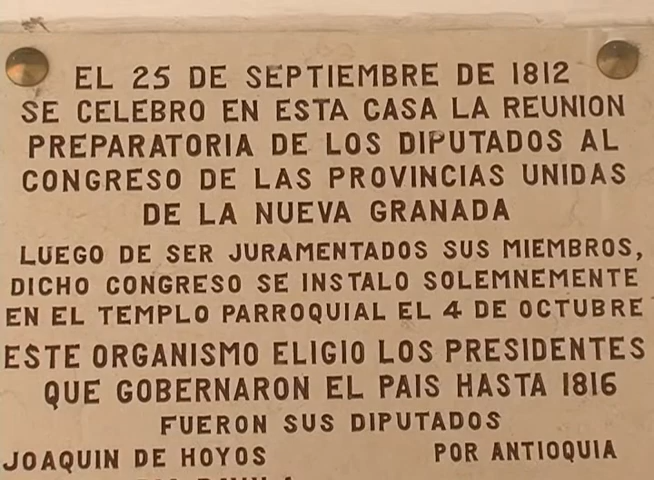 EL 25 DE SEPTIEMBRE DE 1812
SE CELEBRO EN ESTA CASA LA REUNION
PREPARATORIA DE LOS DIPUTADOS AL
CONGRESO DE LAS PROVINCIAS UNIDAS
DE LA NUEVA GRANADA
LUEGO DE SER JURAMENTADOS SUS MIEMBROS,
DICHO CONGRESO SE INSTALO SOLEMNEMENTE
EN EL TEMPLO PARROQUIAL EL 4 DE OCTUBRE
ESTE ORGANISMO ELIGIO LOS PRESIDENTES
QUE GOBERNARON EL PAIS HASTA 1816
FUERON SUS DIPUTADOS
JOAQUIN DE HOYOS POR ANTIOQUIA